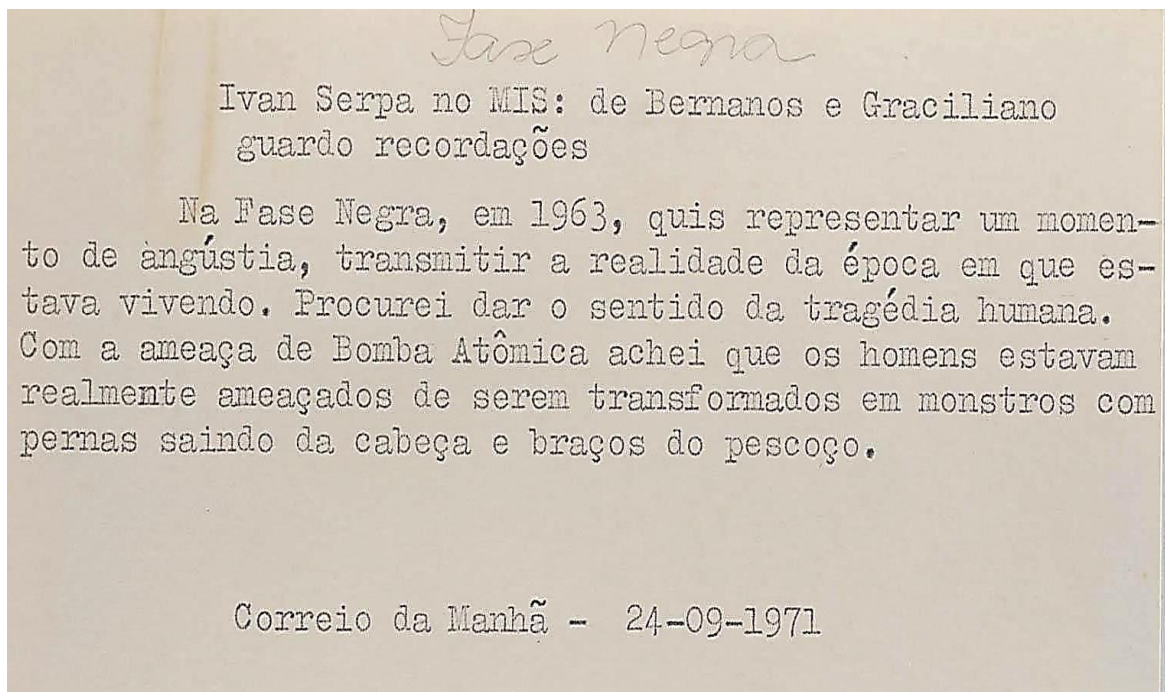 Fase Negra
Ivan Serpa no MIS: de Bernanos e Graciliano
guardo recordações
Na Fase Negra, em 1963, quis representar um momen-
to de angústia, transmitir a realidade da época em que es-
tava vivendo. Procurei dar o sentido da tragédia humana.
Com a ameaça de Bomba Atômica achei que os homens estavam
realmente ameaçados de serem transformados em monstros com
pernas saindo da cabeça e braços do pescoço.
Correio da Manhã - 24-09-1971